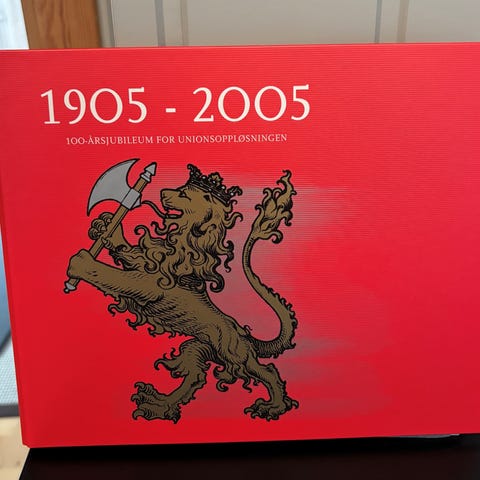 1905 - 2005
100-ÅRSJUBILEUM FOR UNIONSOPPLØSNINGEN